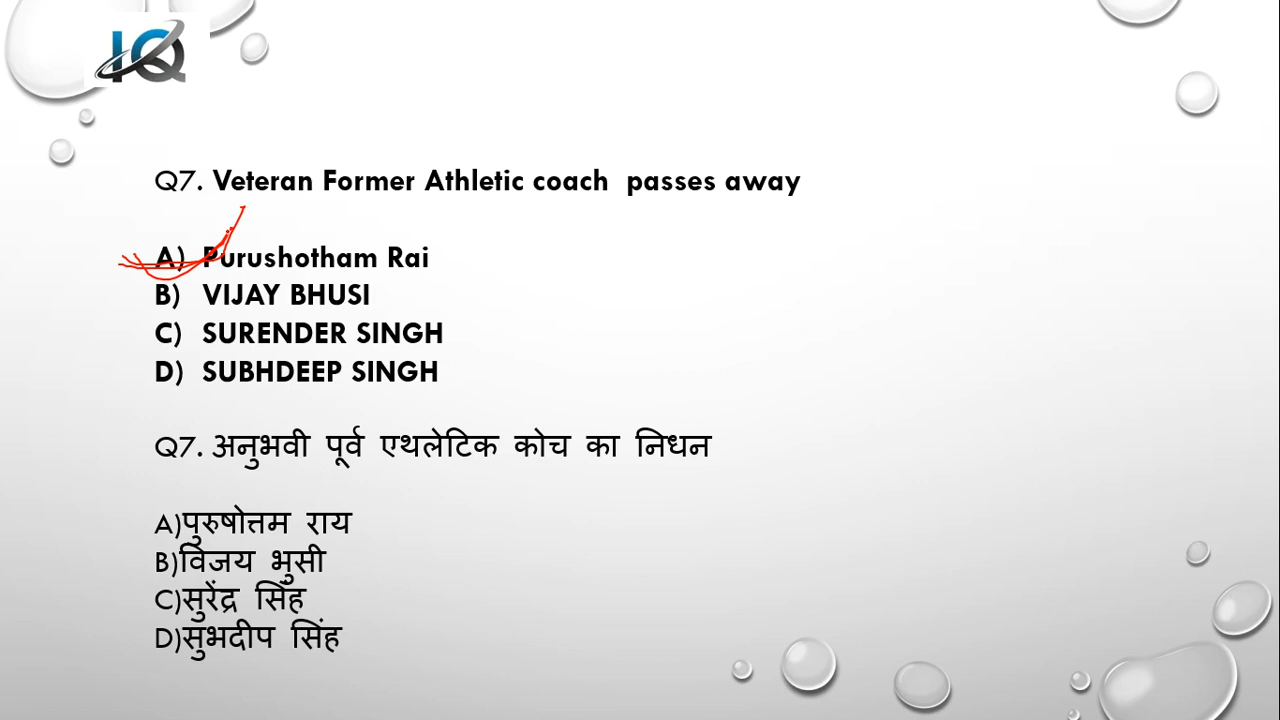 IQ
Q7. Veteran Former Athletic coach passes away
A) Purushotham Rai
B) VIJAY BHUSI
C) SURENDER SINGH
D) SUBHDEEP SINGH
Q7. अनुभवी पूर्व एथलेटिक कोच का निधन
A)पुरुषोत्तम राय
B)विजय भुसी
C)सुरेंद्र सिंह
D)सुभदीप सिंह